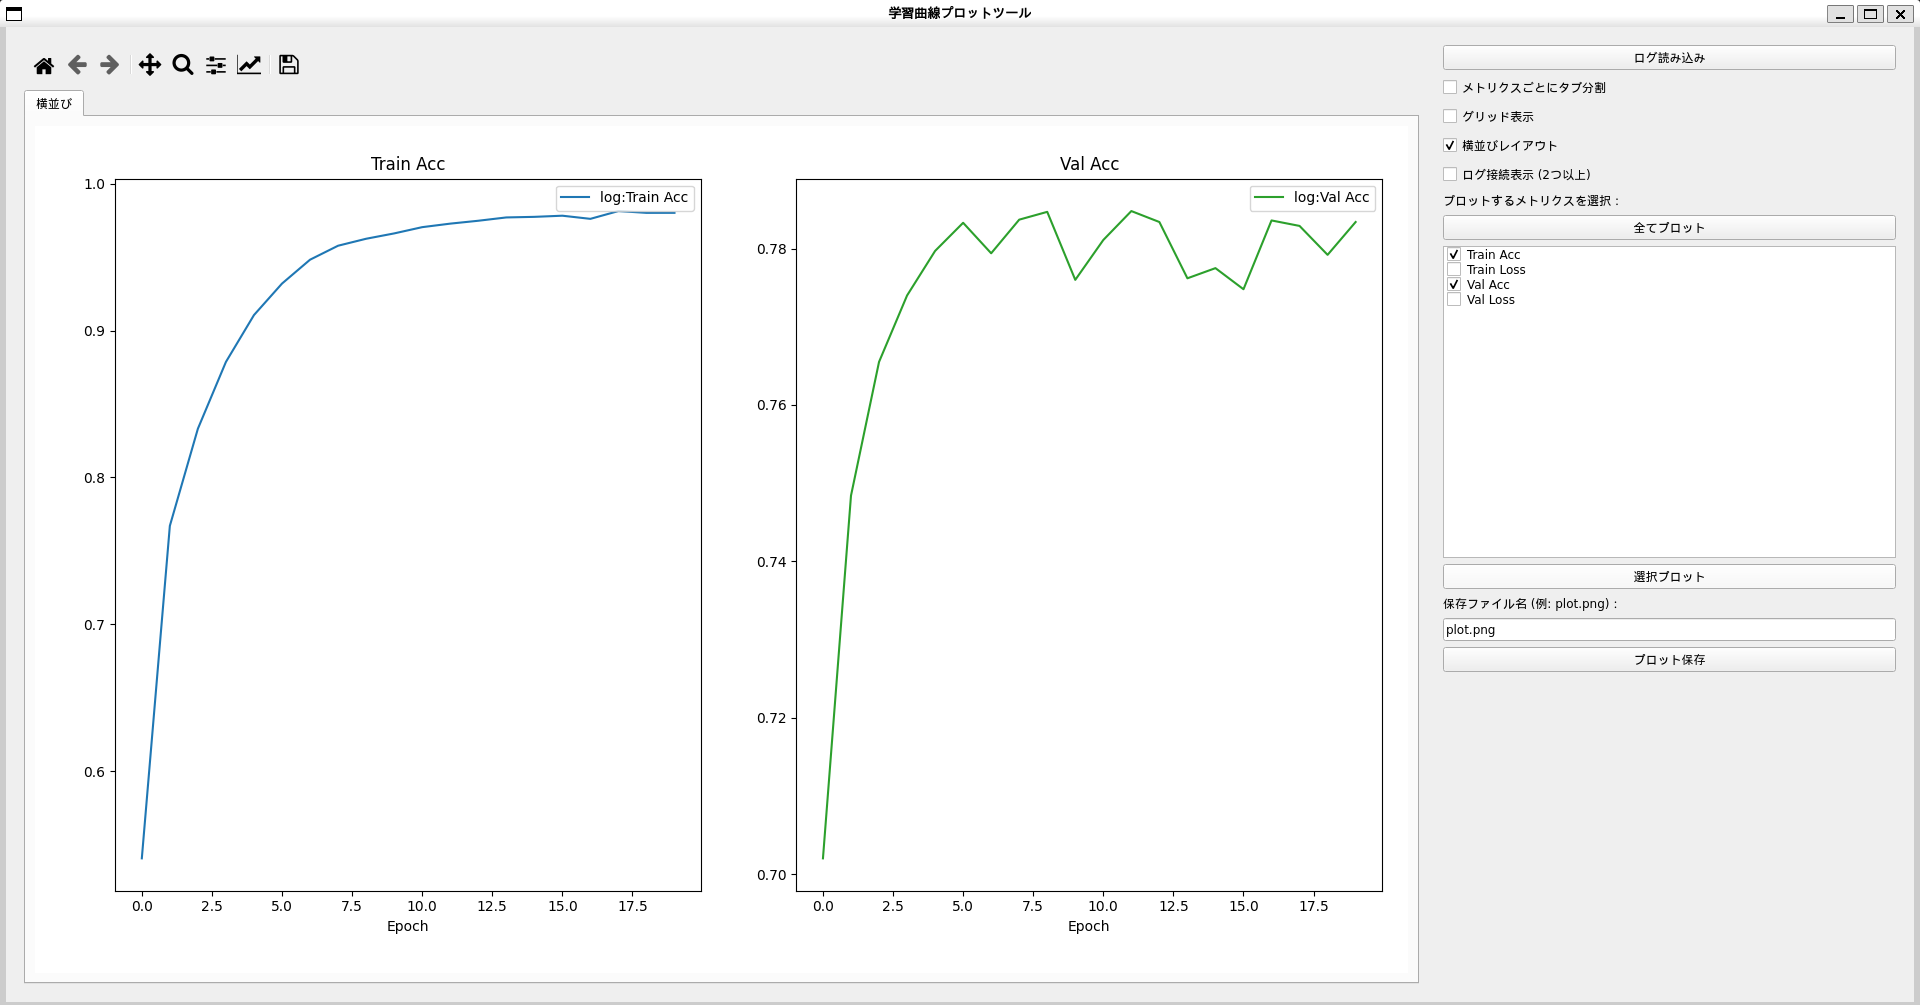 学習曲線プロットツール
横並び
Train Acc
log:Train Acc
1.0
0.9
0.8
0.7
0.6
0.0 2.5 5.0 7.5 10.0 12.5 15.0 17.5
Epoch
Val Acc
log:Val Acc
0.78
0.76
0.74
0.72
0.70
0.0 2.5 5.0 7.5 10.0 12.5 15.0 17.5
Epoch
ログ読み込み
メトリクスごとにタブ分割
グリッド表示
横並びレイアウト
ログ接続表示 (2つ以上)
プロットするメトリクスを選択：
全てプロット
Train Acc
Train Loss
Val Acc
Val Loss
選択プロット
保存ファイル名 (例: plot.png)：
plot.png
プロット保存